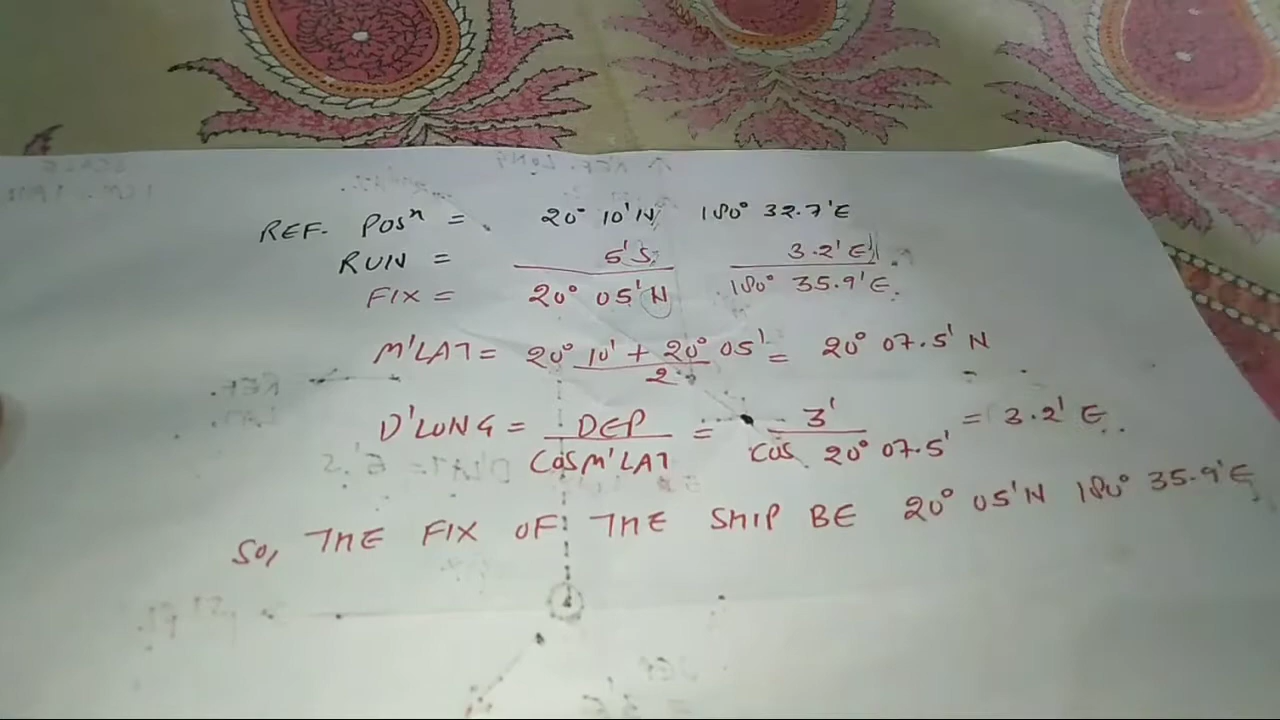 REF. POSⁿ = 20° 10'N 180° 32.7'E
RUN = 5'S 3.2'E
FIX = 20° 05'N 180° 35.9'E.
M'LAT = 20° 10' + 20° 05' / 2 = 20° 07.5' N
D'LONG = DEP / COSM'LAT = 3' / COS 20° 07.5' = 3.2' E.
SO, THE FIX OF THE SHIP BE 20° 05'N 180° 35.9'E